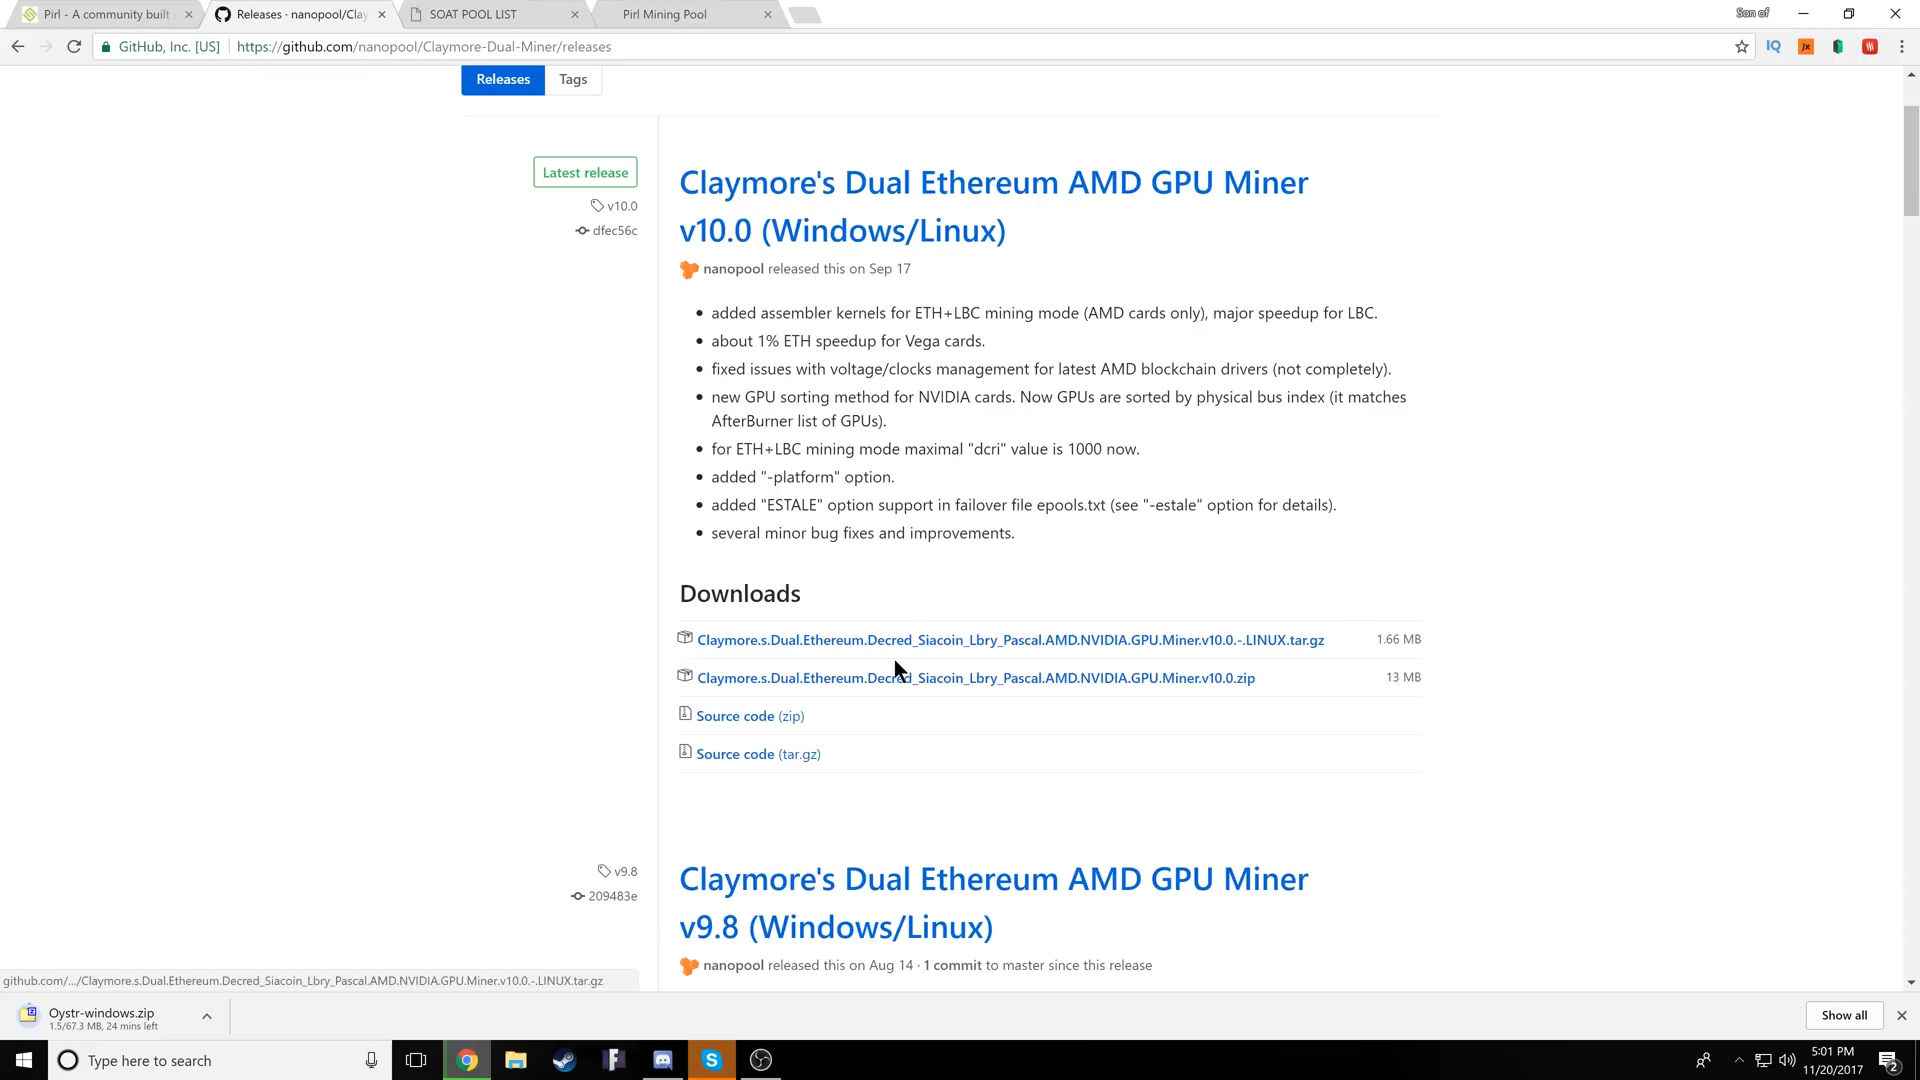 Pirl - A community built
Releases · nanopool/Clay
SOAT POOL LIST
Pirl Mining Pool
Son of
GitHub, Inc. [US]
https://github.com/nanopool/Claymore-Dual-Miner/releases
IQ
JX
Releases
Tags
Latest release
v10.0
dfec56c
Claymore's Dual Ethereum AMD GPU Miner
v10.0 (Windows/Linux)
nanopool released this on Sep 17
added assembler kernels for ETH+LBC mining mode (AMD cards only), major speedup for LBC.
about 1% ETH speedup for Vega cards.
fixed issues with voltage/clocks management for latest AMD blockchain drivers (not completely).
new GPU sorting method for NVIDIA cards. Now GPUs are sorted by physical bus index (it matches
AfterBurner list of GPUs).
for ETH+LBC mining mode maximal "dcri" value is 1000 now.
added "-platform" option.
added "ESTALE" option support in failover file epools.txt (see "-estale" option for details).
several minor bug fixes and improvements.
Downloads
Claymore.s.Dual.Ethereum.Decred_Siacoin_Lbry_Pascal.AMD.NVIDIA.GPU.Miner.v10.0.-.LINUX.tar.gz
1.66 MB
Claymore.s.Dual.Ethereum.Decred_Siacoin_Lbry_Pascal.AMD.NVIDIA.GPU.Miner.v10.0.zip
13 MB
Source code (zip)
Source code (tar.gz)
v9.8
209483e
Claymore's Dual Ethereum AMD GPU Miner
v9.8 (Windows/Linux)
nanopool released this on Aug 14 · 1 commit to master since this release
github.com/.../Claymore.s.Dual.Ethereum.Decred_Siacoin_Lbry_Pascal.AMD.NVIDIA.GPU.Miner.v10.0.-.LINUX.tar.gz
Oystr-windows.zip
1.5/67.3 MB, 24 mins left
Show all
Type here to search
5:01 PM
11/20/2017
2